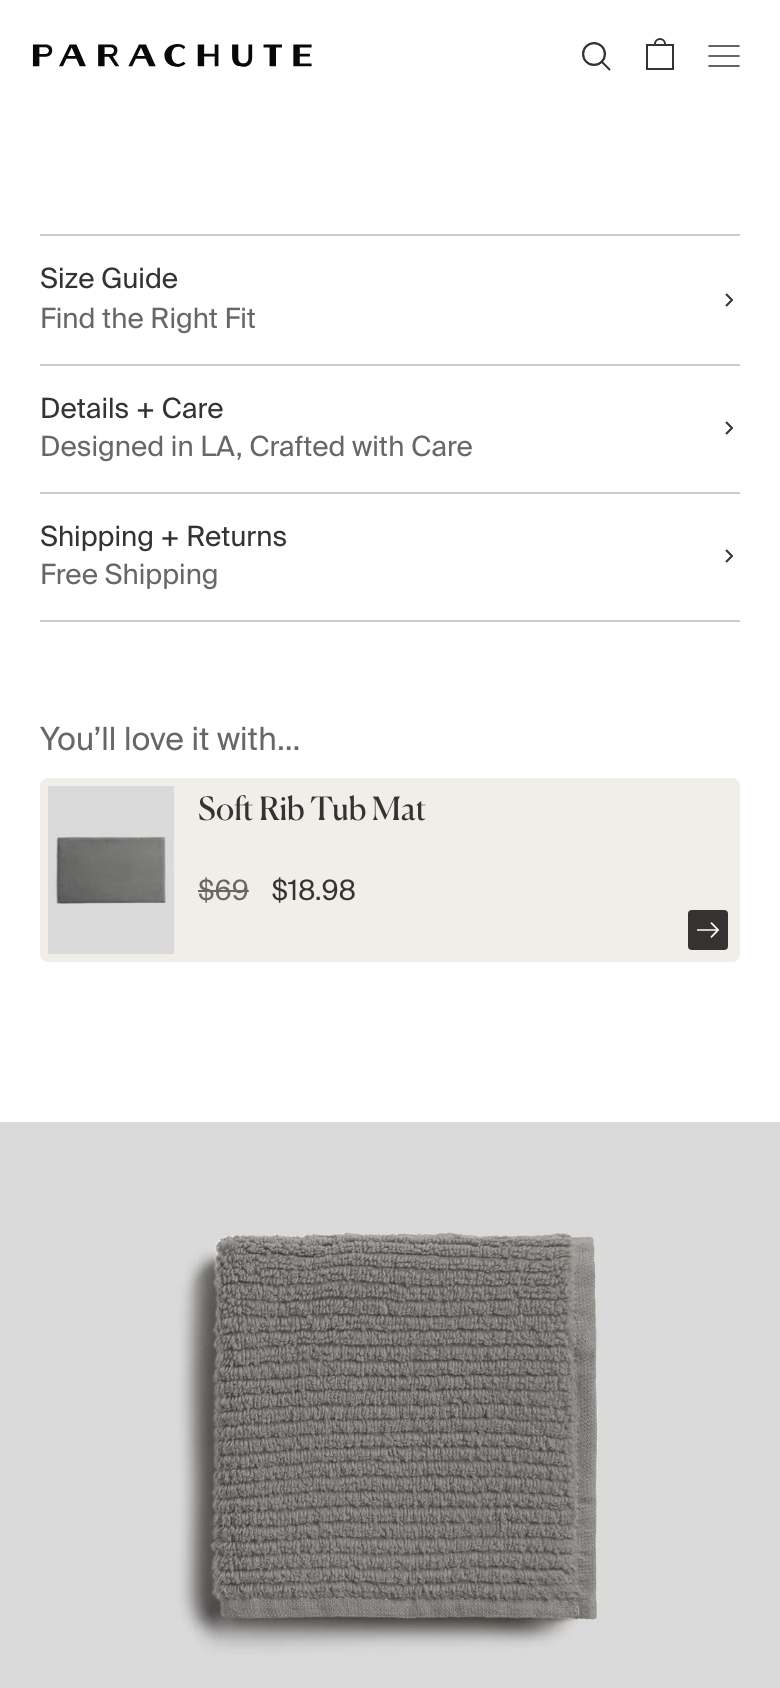 PARACHUTE
Size Guide
Find the Right Fit
Details + Care
Designed in LA, Crafted with Care
Shipping + Returns
Free Shipping
You’ll love it with...
Soft Rib Tub Mat
$69 $18.98